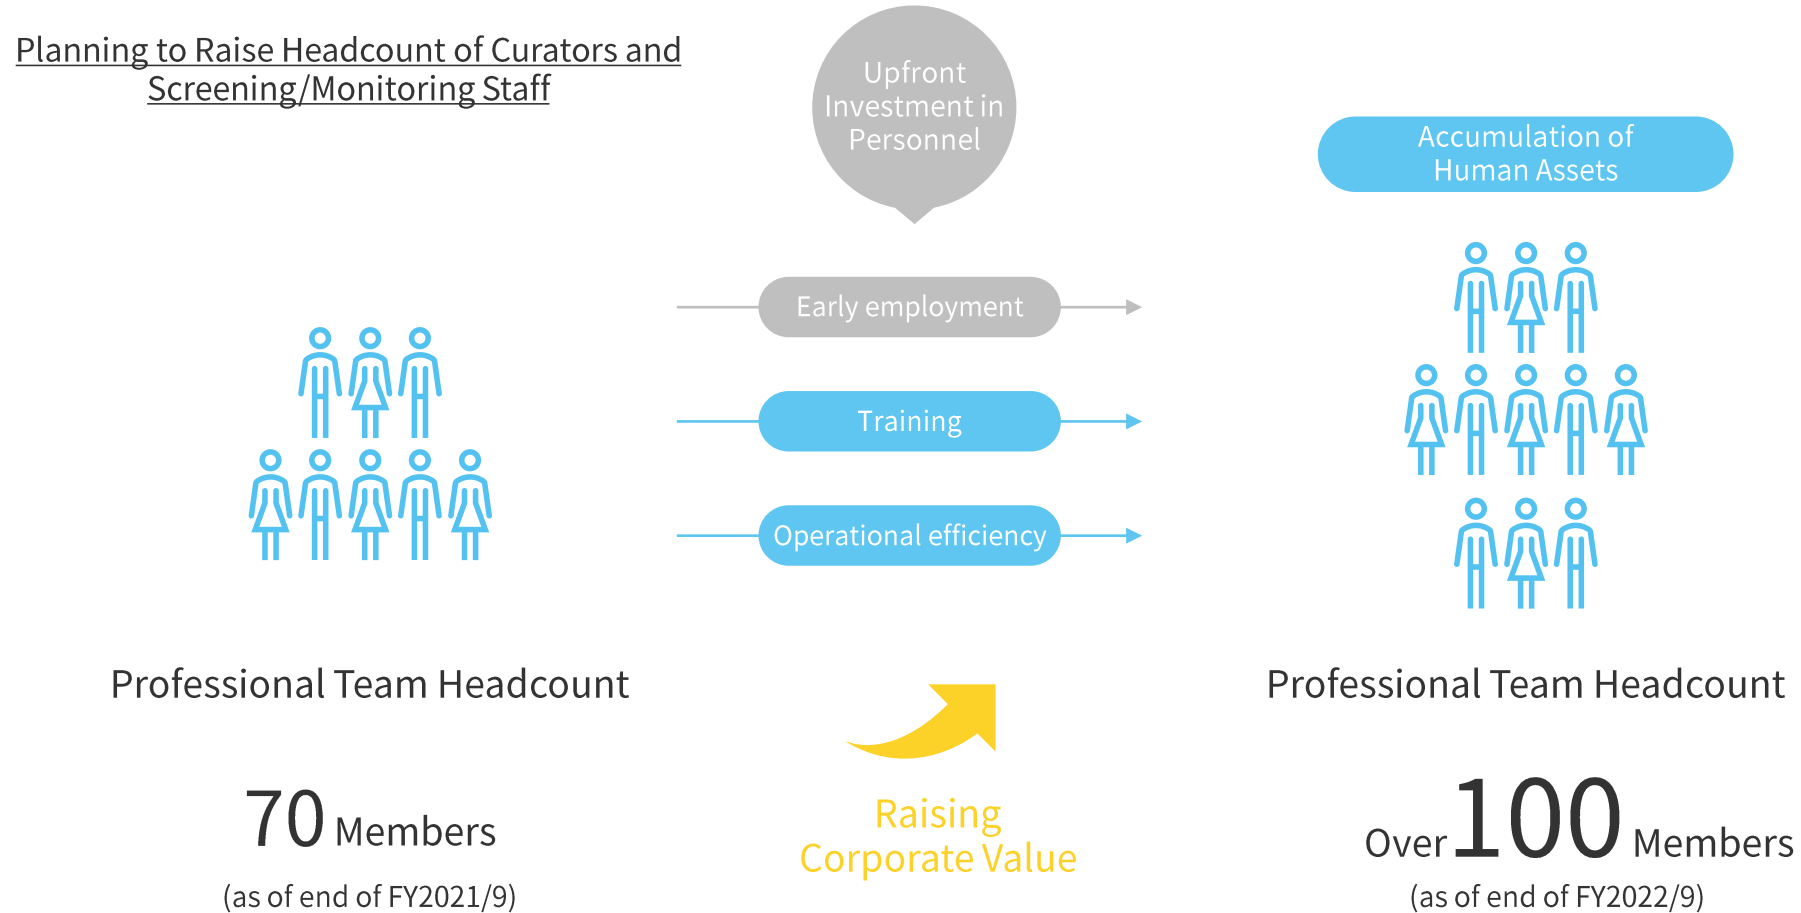 Planning to Raise Headcount of Curators and
Screening/Monitoring Staff
Upfront
Investment in
Personnel
Accumulation of
Human Assets
Early employment
Training
Operational efficiency
Professional Team Headcount
70 Members
(as of end of FY2021/9)
Raising
Corporate Value
Professional Team Headcount
Over 100 Members
(as of end of FY2022/9)